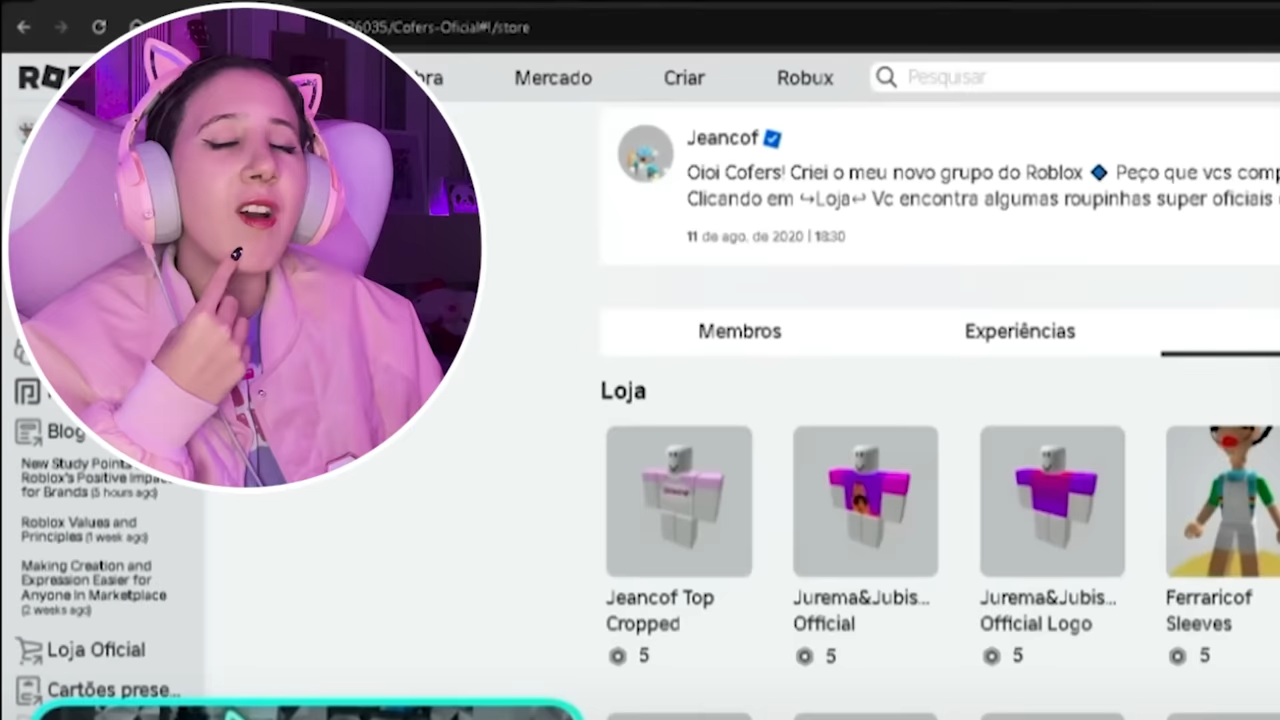 36035/Cofers-Oficial#!/store
Mercado
Criar
Robux
Pesquisar
Jeancof
Oioi Cofers! Criei o meu novo grupo do Roblox 🔷 Peço que vcs comp
Clicando em ↪Loja↩ Vc encontra algumas roupinhas super oficiais
11 de ago. de 2020 | 18:30
Membros
Experiências
Loja
Blog
New Study Points
Roblox's Positive Impac
for Brands (5 hours ago)
Roblox Values and
Principles (1 week ago)
Making Creation and
Expression Easier for
Anyone in Marketplace
(2 weeks ago)
Loja Oficial
Cartões prese...
Jeancof Top
Cropped
5
Jurema&Jubis...
Official
5
Jurema&Jubis...
Official Logo
5
Ferraricof
Sleeves
5